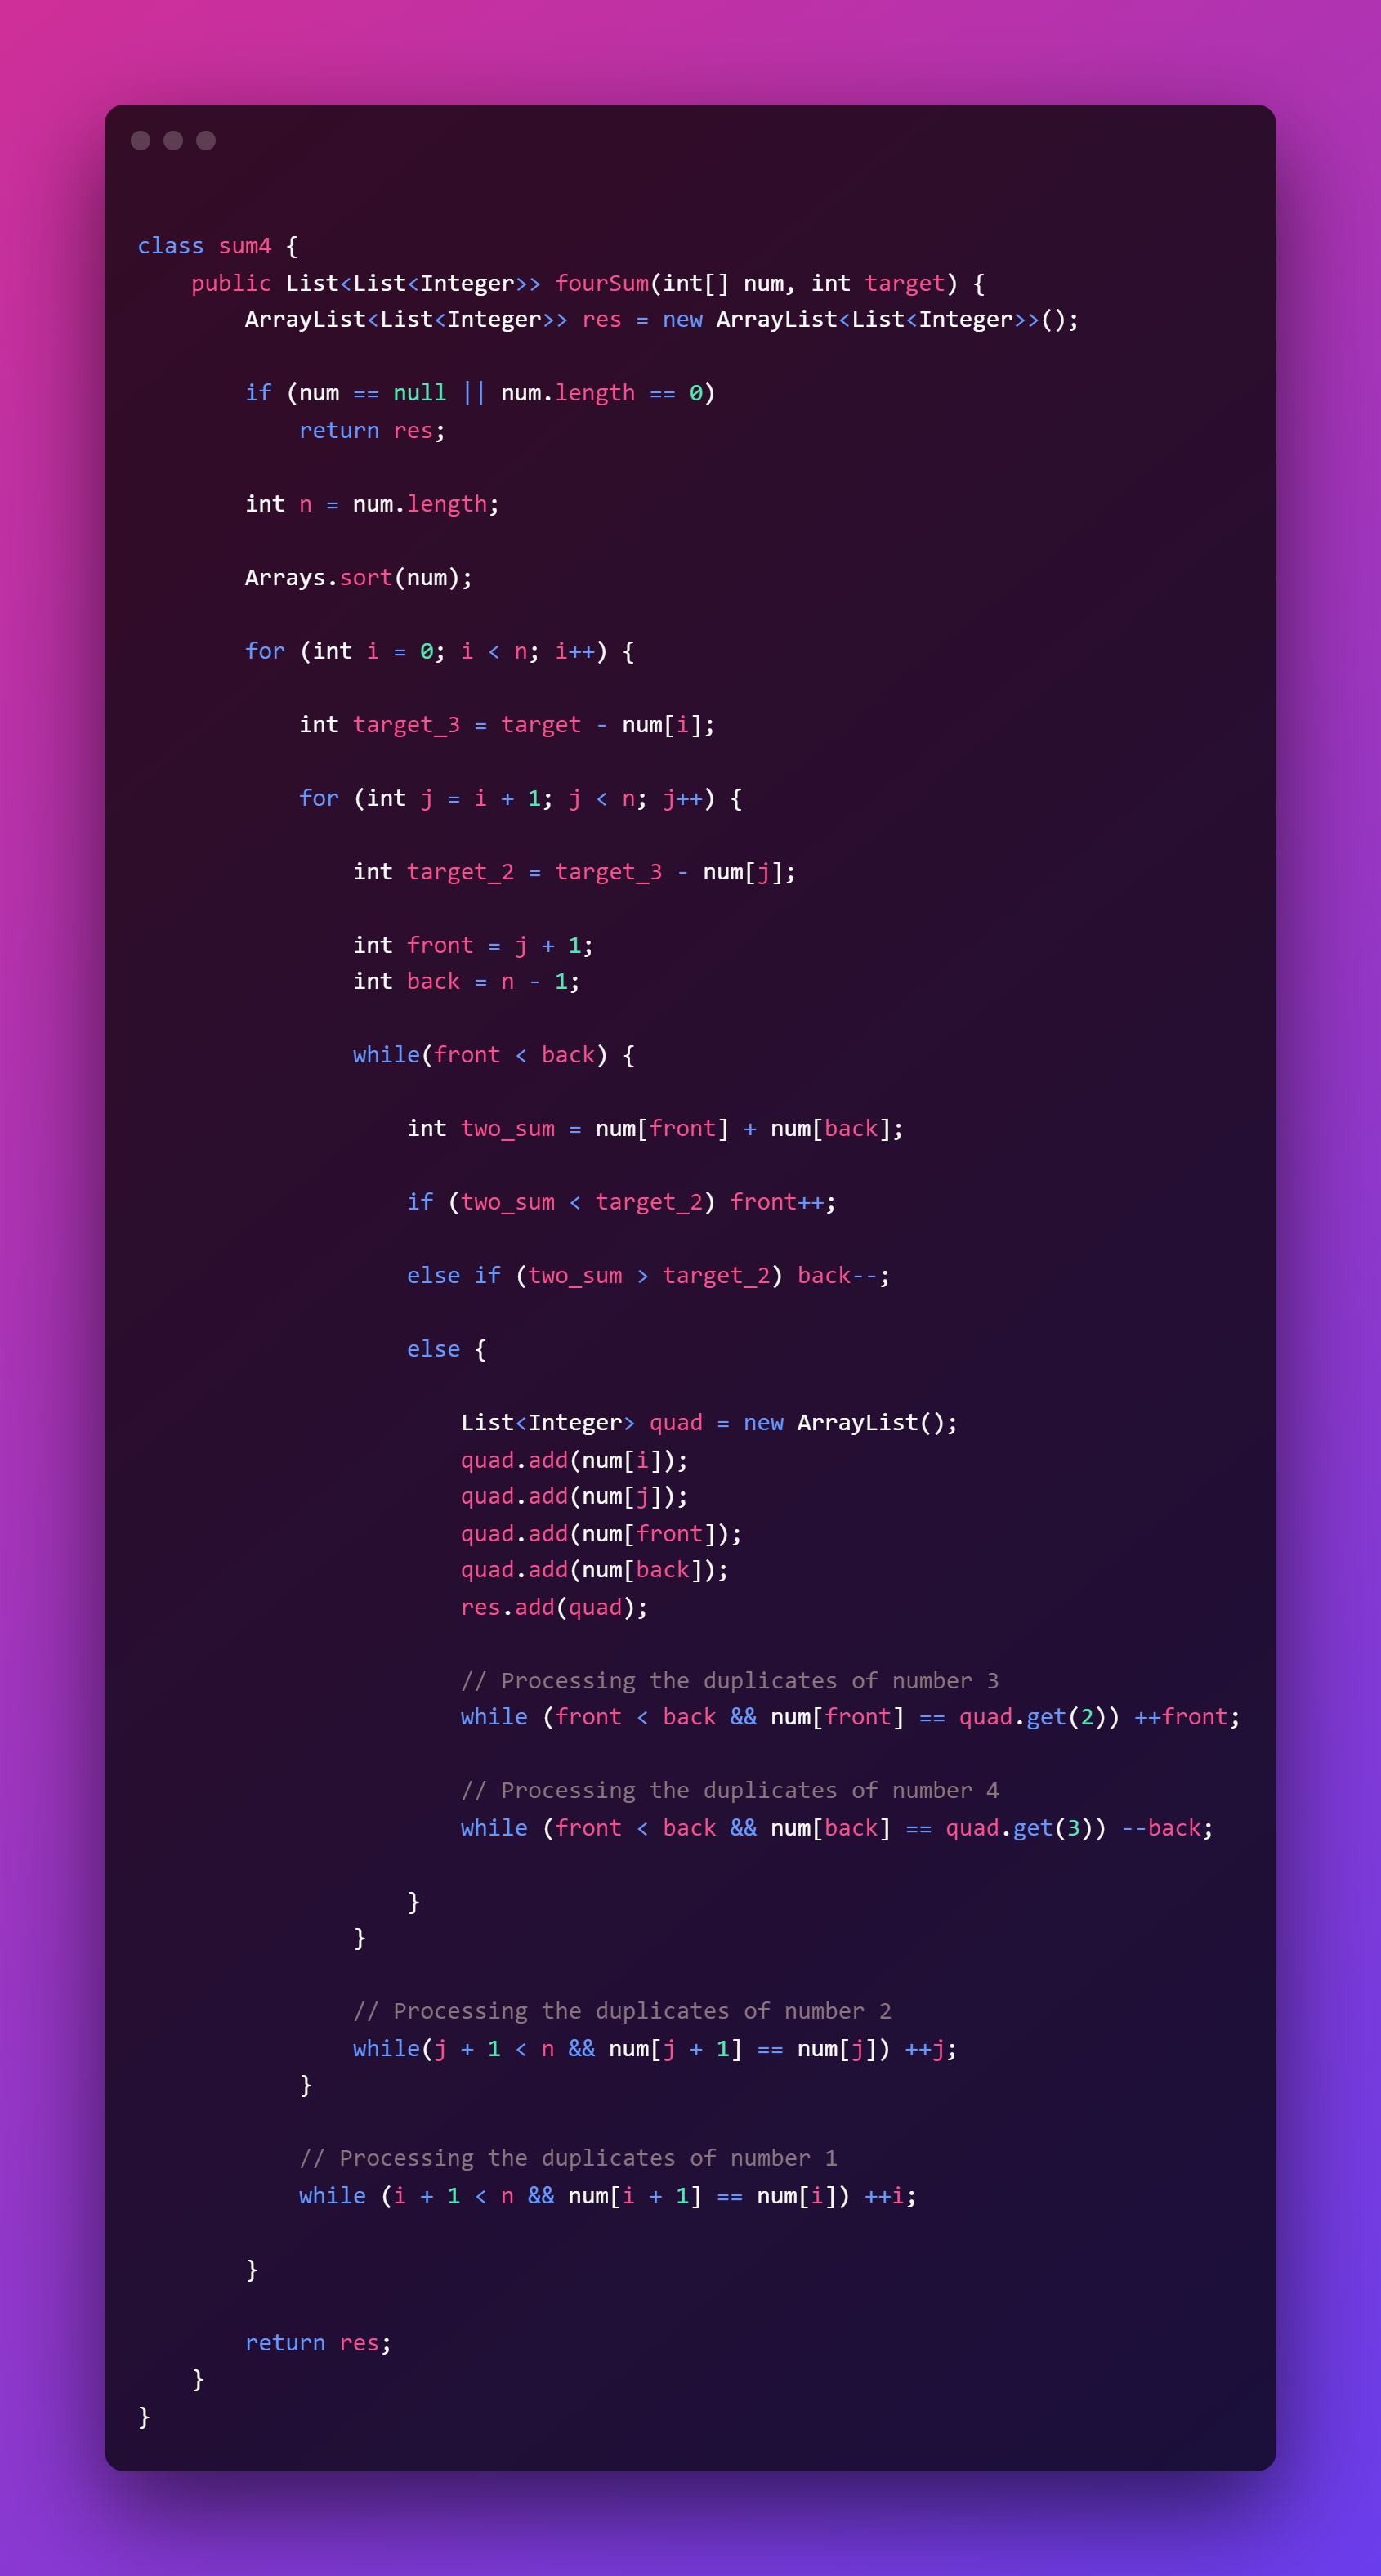 class sum4 {
    public List<List<Integer>> fourSum(int[] num, int target) {
        ArrayList<List<Integer>> res = new ArrayList<List<Integer>>();

        if (num == null || num.length == 0)
            return res;

        int n = num.length;

        Arrays.sort(num);

        for (int i = 0; i < n; i++) {

            int target_3 = target - num[i];

            for (int j = i + 1; j < n; j++) {

                int target_2 = target_3 - num[j];

                int front = j + 1;
                int back = n - 1;

                while(front < back) {

                    int two_sum = num[front] + num[back];

                    if (two_sum < target_2) front++;

                    else if (two_sum > target_2) back--;

                    else {

                        List<Integer> quad = new ArrayList();
                        quad.add(num[i]);
                        quad.add(num[j]);
                        quad.add(num[front]);
                        quad.add(num[back]);
                        res.add(quad);

                        // Processing the duplicates of number 3
                        while (front < back && num[front] == quad.get(2)) ++front;

                        // Processing the duplicates of number 4
                        while (front < back && num[back] == quad.get(3)) --back;

                    }
                }

                // Processing the duplicates of number 2
                while(j + 1 < n && num[j + 1] == num[j]) ++j;
            }

            // Processing the duplicates of number 1
            while (i + 1 < n && num[i + 1] == num[i]) ++i;

        }

        return res;
    }
}